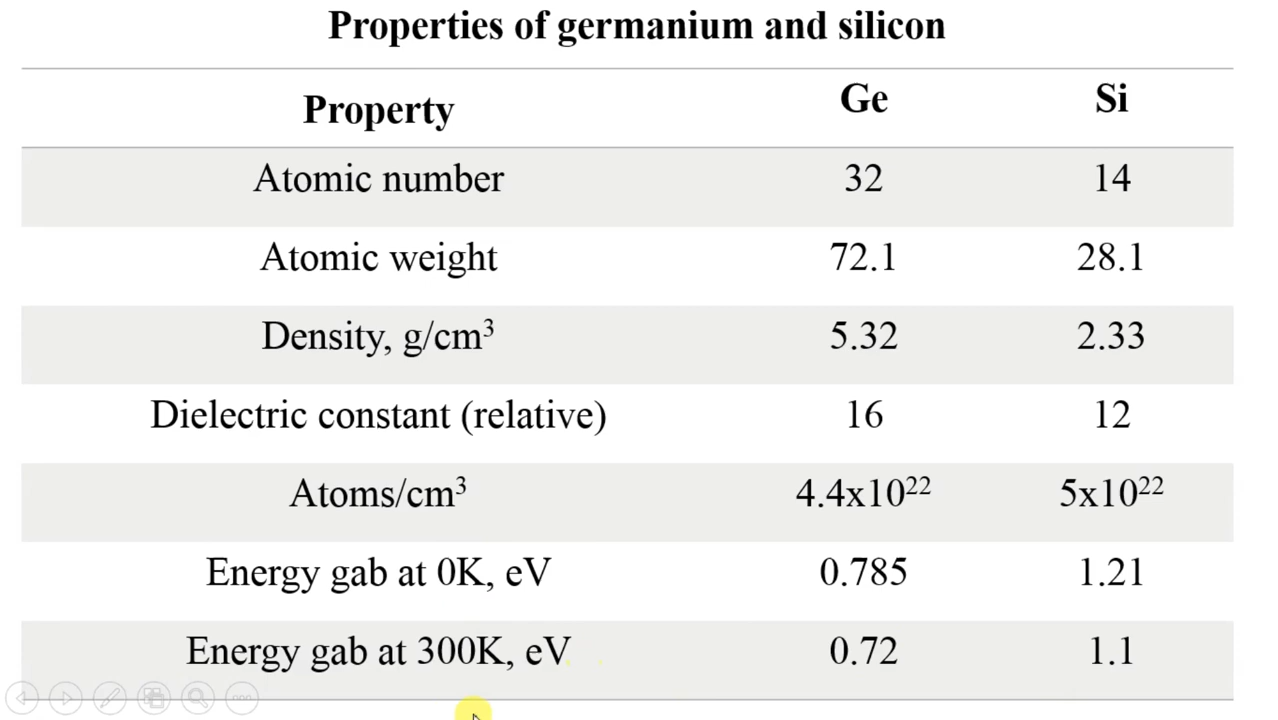 Properties of germanium and silicon
Property Ge Si
Atomic number 32 14
Atomic weight 72.1 28.1
Density, g/cm³ 5.32 2.33
Dielectric constant (relative) 16 12
Atoms/cm³ 4.4x10²² 5x10²²
Energy gab at 0K, eV 0.785 1.21
Energy gab at 300K, eV 0.72 1.1